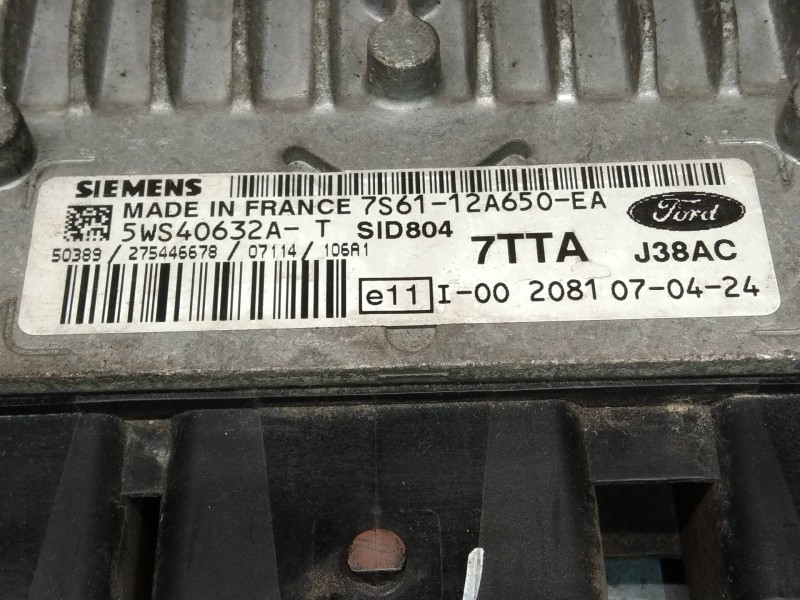 SIEMENS
MADE IN FRANCE 7S61-12A650-EA
5WS40632A- T SID804
Ford
50389 / 275446678 / 07114 / 106A1
7TTA J38AC
e11 I-00 2081 07-04-24